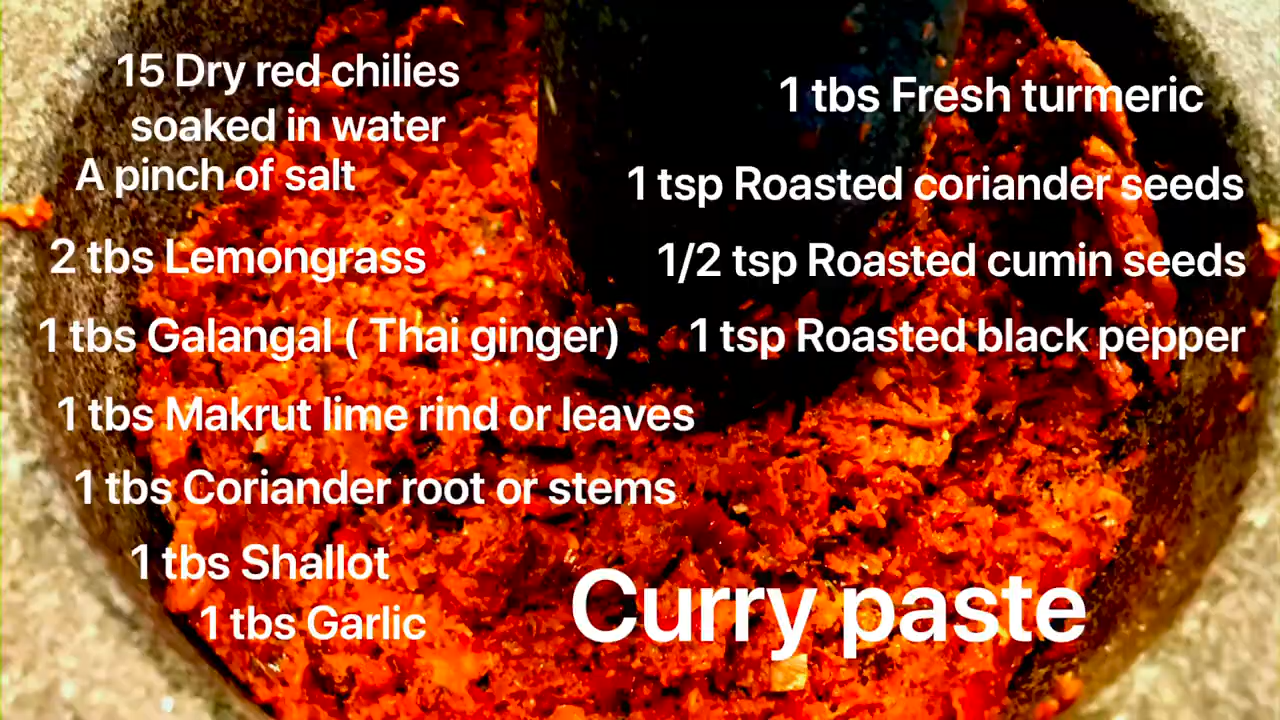 15 Dry red chilies
soaked in water
A pinch of salt
2 tbs Lemongrass
1 tbs Galangal ( Thai ginger)
1 tbs Makrut lime rind or leaves
1 tbs Coriander root or stems
1 tbs Shallot
1 tbs Garlic
1 tbs Fresh turmeric
1 tsp Roasted coriander seeds
1/2 tsp Roasted cumin seeds
1 tsp Roasted black pepper
Curry paste